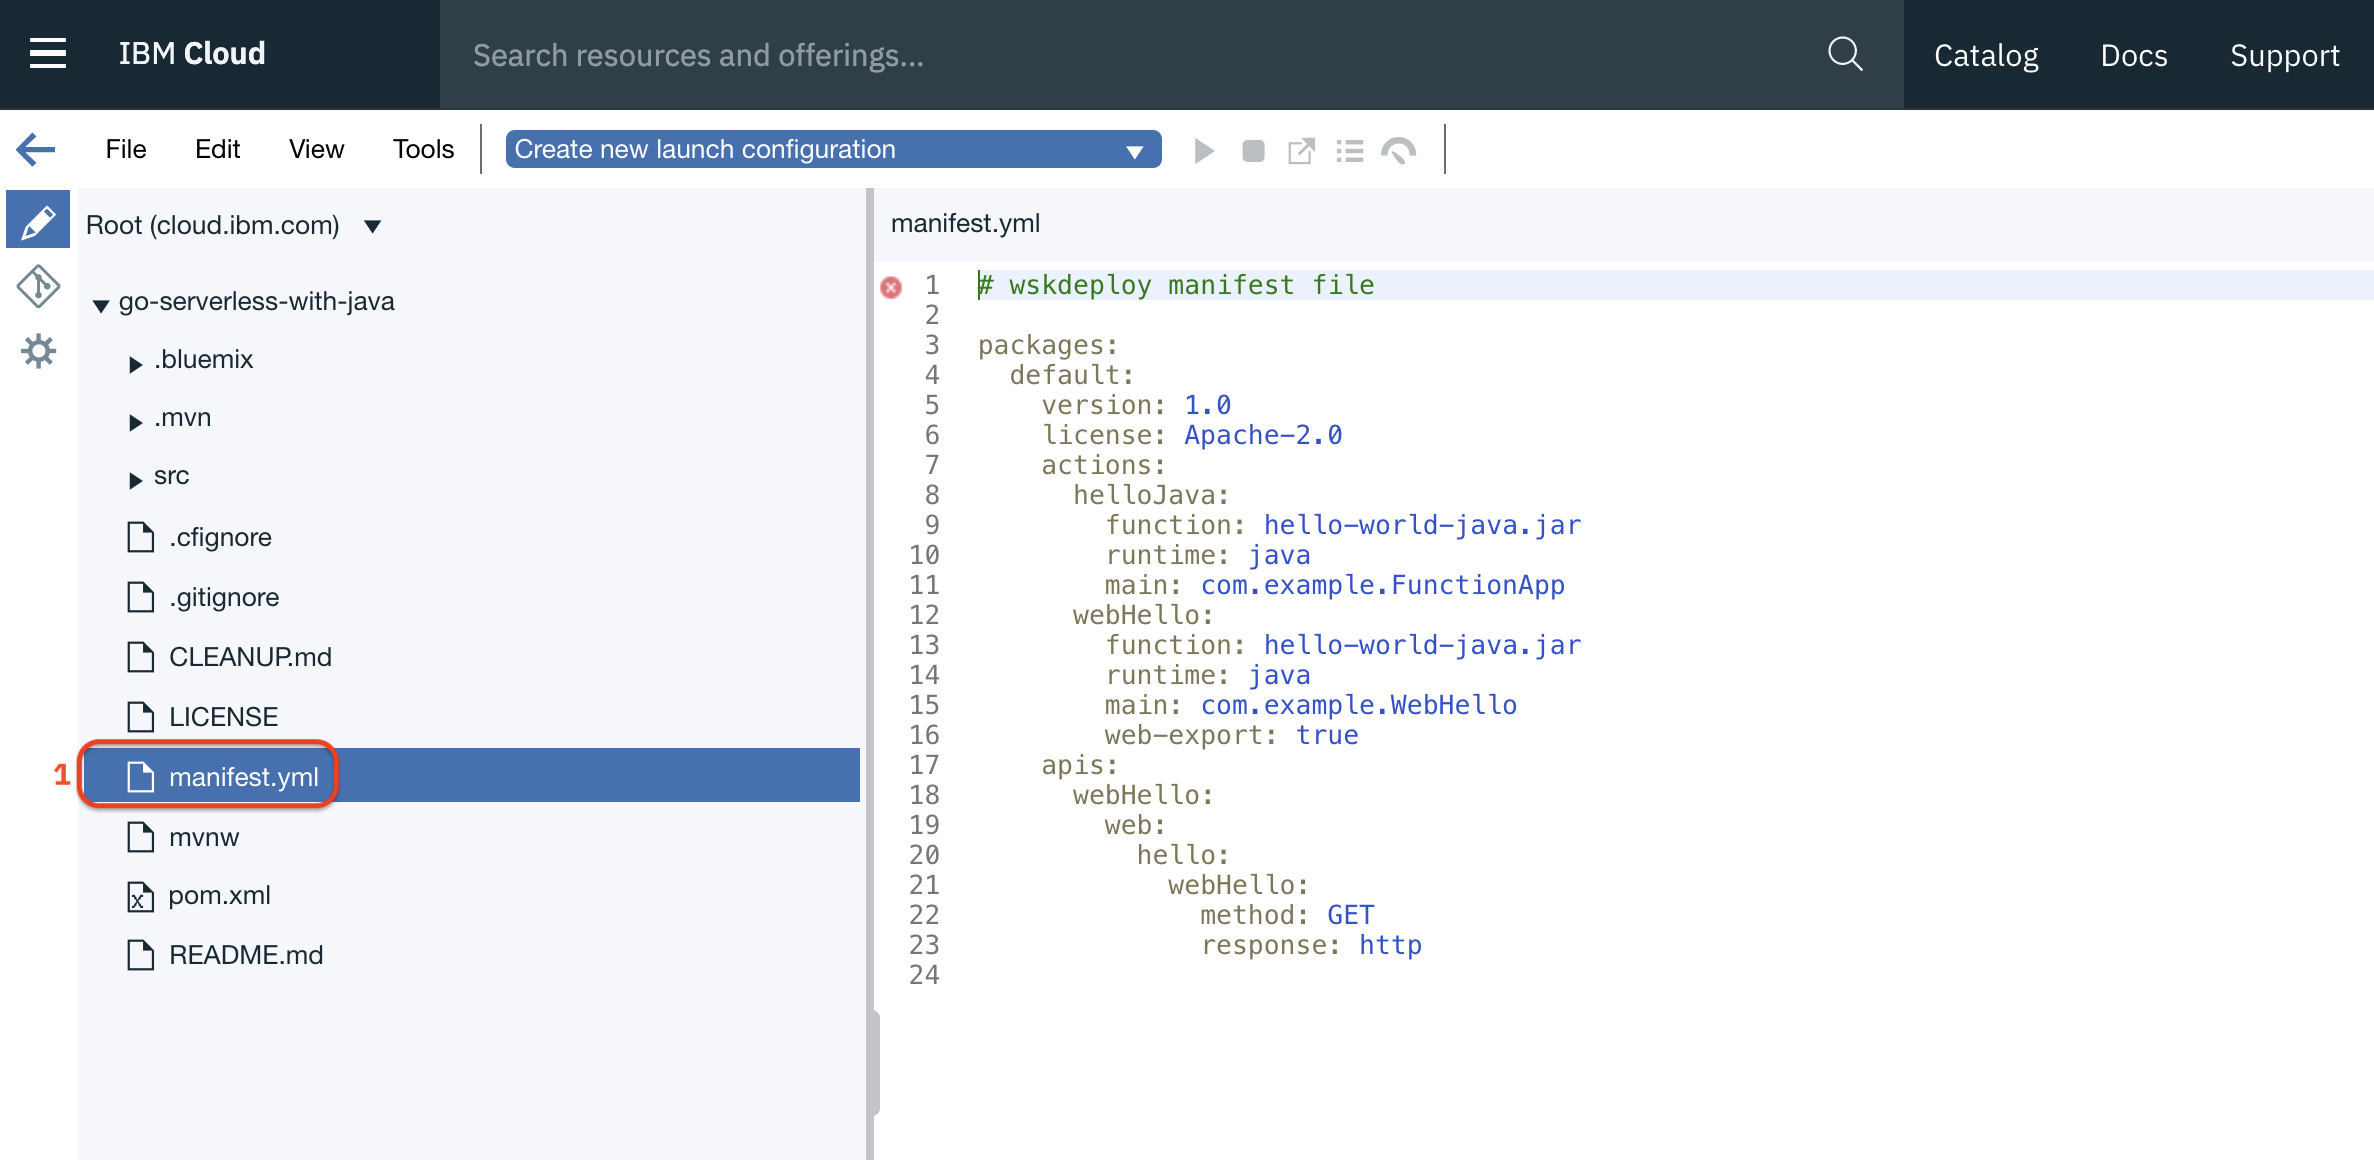 IBM Cloud
Search resources and offerings...
Catalog
Docs
Support
File
Edit
View
Tools
Create new launch configuration
Root (cloud.ibm.com)
go-serverless-with-java
.bluemix
.mvn
src
.cfignore
.gitignore
CLEANUP.md
LICENSE
1
manifest.yml
mvnw
pom.xml
README.md
manifest.yml
1 # wskdeploy manifest file
2
3 packages:
4   default:
5     version: 1.0
6     license: Apache-2.0
7     actions:
8       helloJava:
9         function: hello-world-java.jar
10         runtime: java
11         main: com.example.FunctionApp
12       webHello:
13         function: hello-world-java.jar
14         runtime: java
15         main: com.example.WebHello
16         web-export: true
17     apis:
18       webHello:
19         web:
20           hello:
21             webHello:
22               method: GET
23               response: http
24